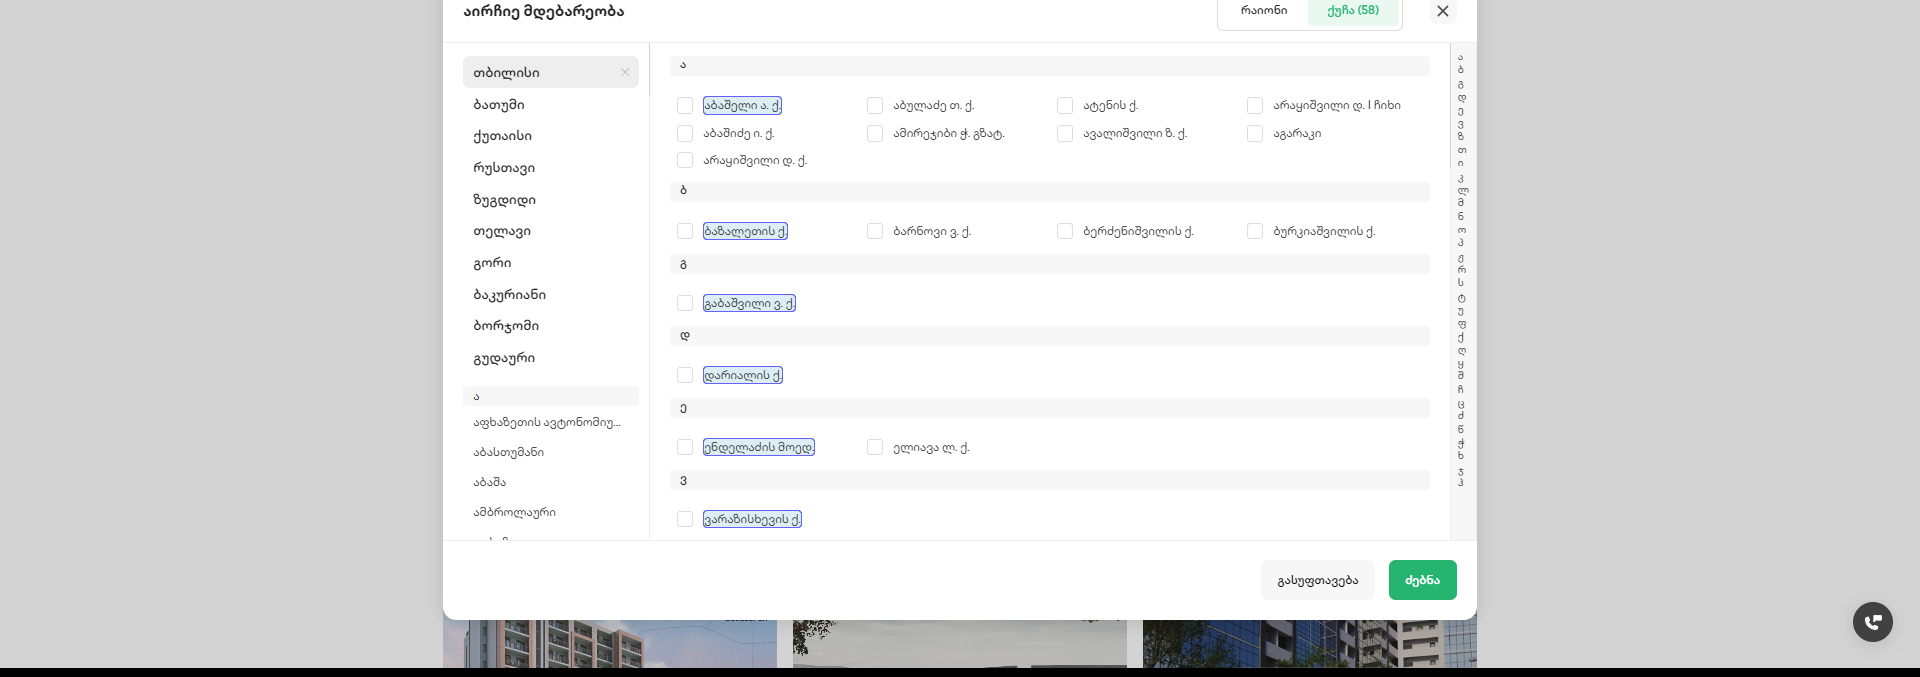 აირჩიე მდებარეობა
რაიონი
ქუჩა (58)
თბილისი
ბათუმი
ქუთაისი
რუსთავი
ზუგდიდი
თელავი
გორი
ბაკურიანი
ბორჯომი
გუდაური
ა
აფხაზეთის ავტონომიუ...
აბასთუმანი
აბაშა
ამბროლაური
ა
აბაშელი ა. ქ.
აბულაძე თ. ქ.
ატენის ქ.
არაყიშვილი დ. I ჩიხი
აბაშიძე ი. ქ.
ამირეჯიბი ჭ. გზატ.
ავალიშვილი ზ. ქ.
აგარაკი
არაყიშვილი დ. ქ.
ბ
ბაზალეთის ქ.
ბარნოვი ვ. ქ.
ბერძენიშვილის ქ.
ბურკიაშვილის ქ.
გ
გაბაშვილი ვ. ქ.
დ
დარიალის ქ.
ე
ენდელაძის მოედ.
ელიავა ლ. ქ.
ვ
ვარაზისხევის ქ.
ა
ბ
გ
დ
ე
ვ
ზ
თ
ი
კ
ლ
მ
ნ
ო
პ
ჟ
რ
ს
ტ
უ
ფ
ქ
ღ
ყ
შ
ჩ
ც
ძ
წ
ჭ
ხ
ჯ
ჰ
გასუფთავება
ძებნა